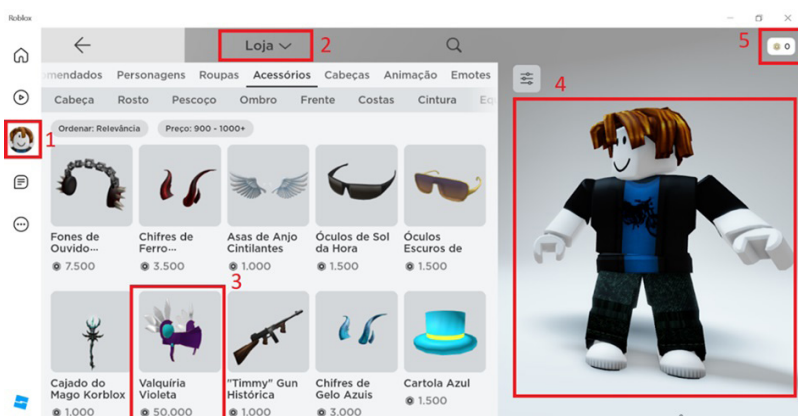 Roblox
Loja 2
5 0
mendados Personagens Roupas Acessórios Cabeças Animação Emotes
4
Cabeça Rosto Pescoço Ombro Frente Costas Cintura
1
Ordenar: Relevância Preço: 900 - 1000+
Fones de Ouvido...
Chifres de Ferro...
Asas de Anjo Cintilantes
Óculos de Sol da Hora
Óculos Escuros de
7.500 3.500 1.000 1.500 1.500
3
Cajado do Mago Korblox
Valquíria Violeta
"Timmy" Gun Histórica
Chifres de Gelo Azuis
Cartola Azul
1.000 50.000 1.000 3.000 1.500